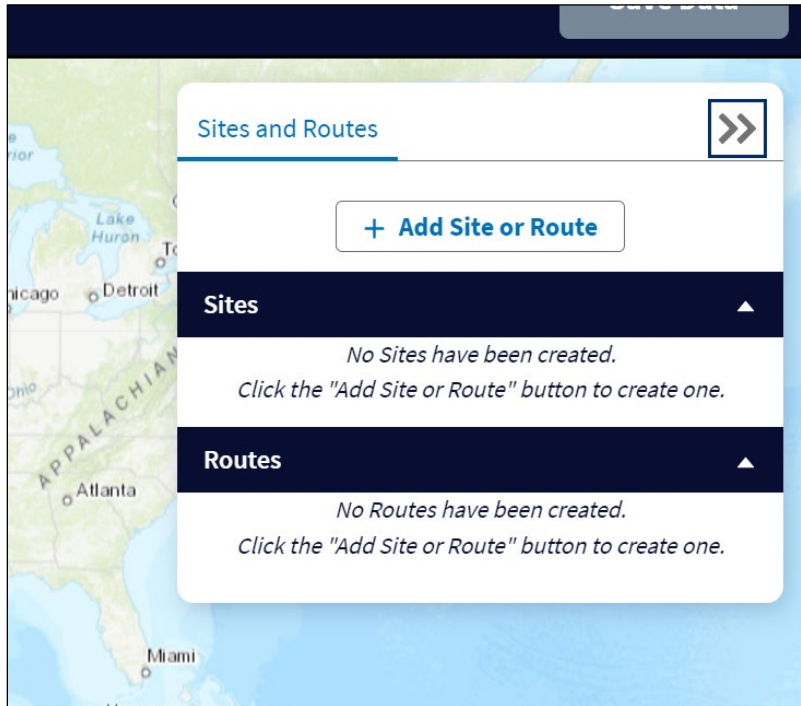 Save Data
Sites and Routes
+ Add Site or Route
Sites
No Sites have been created.
Click the "Add Site or Route" button to create one.
Routes
No Routes have been created.
Click the "Add Site or Route" button to create one.
Lake
Huron
Detroit
Ohio
APPALACHIAN
Atlanta
Miami